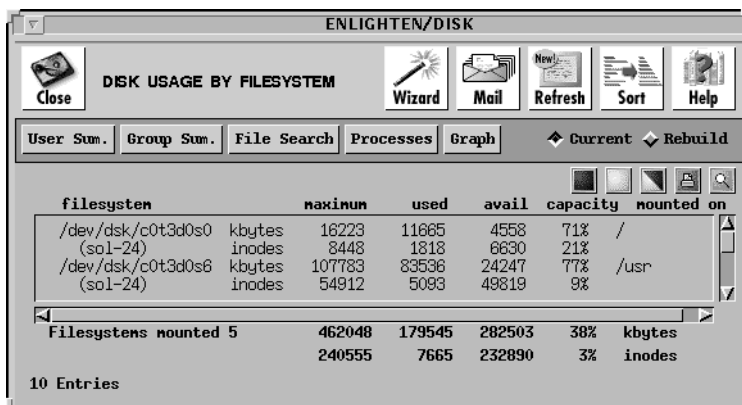 ENLIGHTEN/DISK
Close
DISK USAGE BY FILESYSTEM
Wizard
Mail
New!
Refresh
Sort
Help
User Sum. Group Sum. File Search Processes Graph Current Rebuild
filesystem maximum used avail capacity mounted on
/dev/dsk/c0t3d0s0 kbytes 16223 11665 4558 71% /
(sol-24) inodes 8448 1818 6630 21%
/dev/dsk/c0t3d0s6 kbytes 107783 83536 24247 77% /usr
(sol-24) inodes 54912 5093 49819 9%
Filesystems mounted 5 462048 179545 282503 38% kbytes
240555 7665 232890 3% inodes
10 Entries